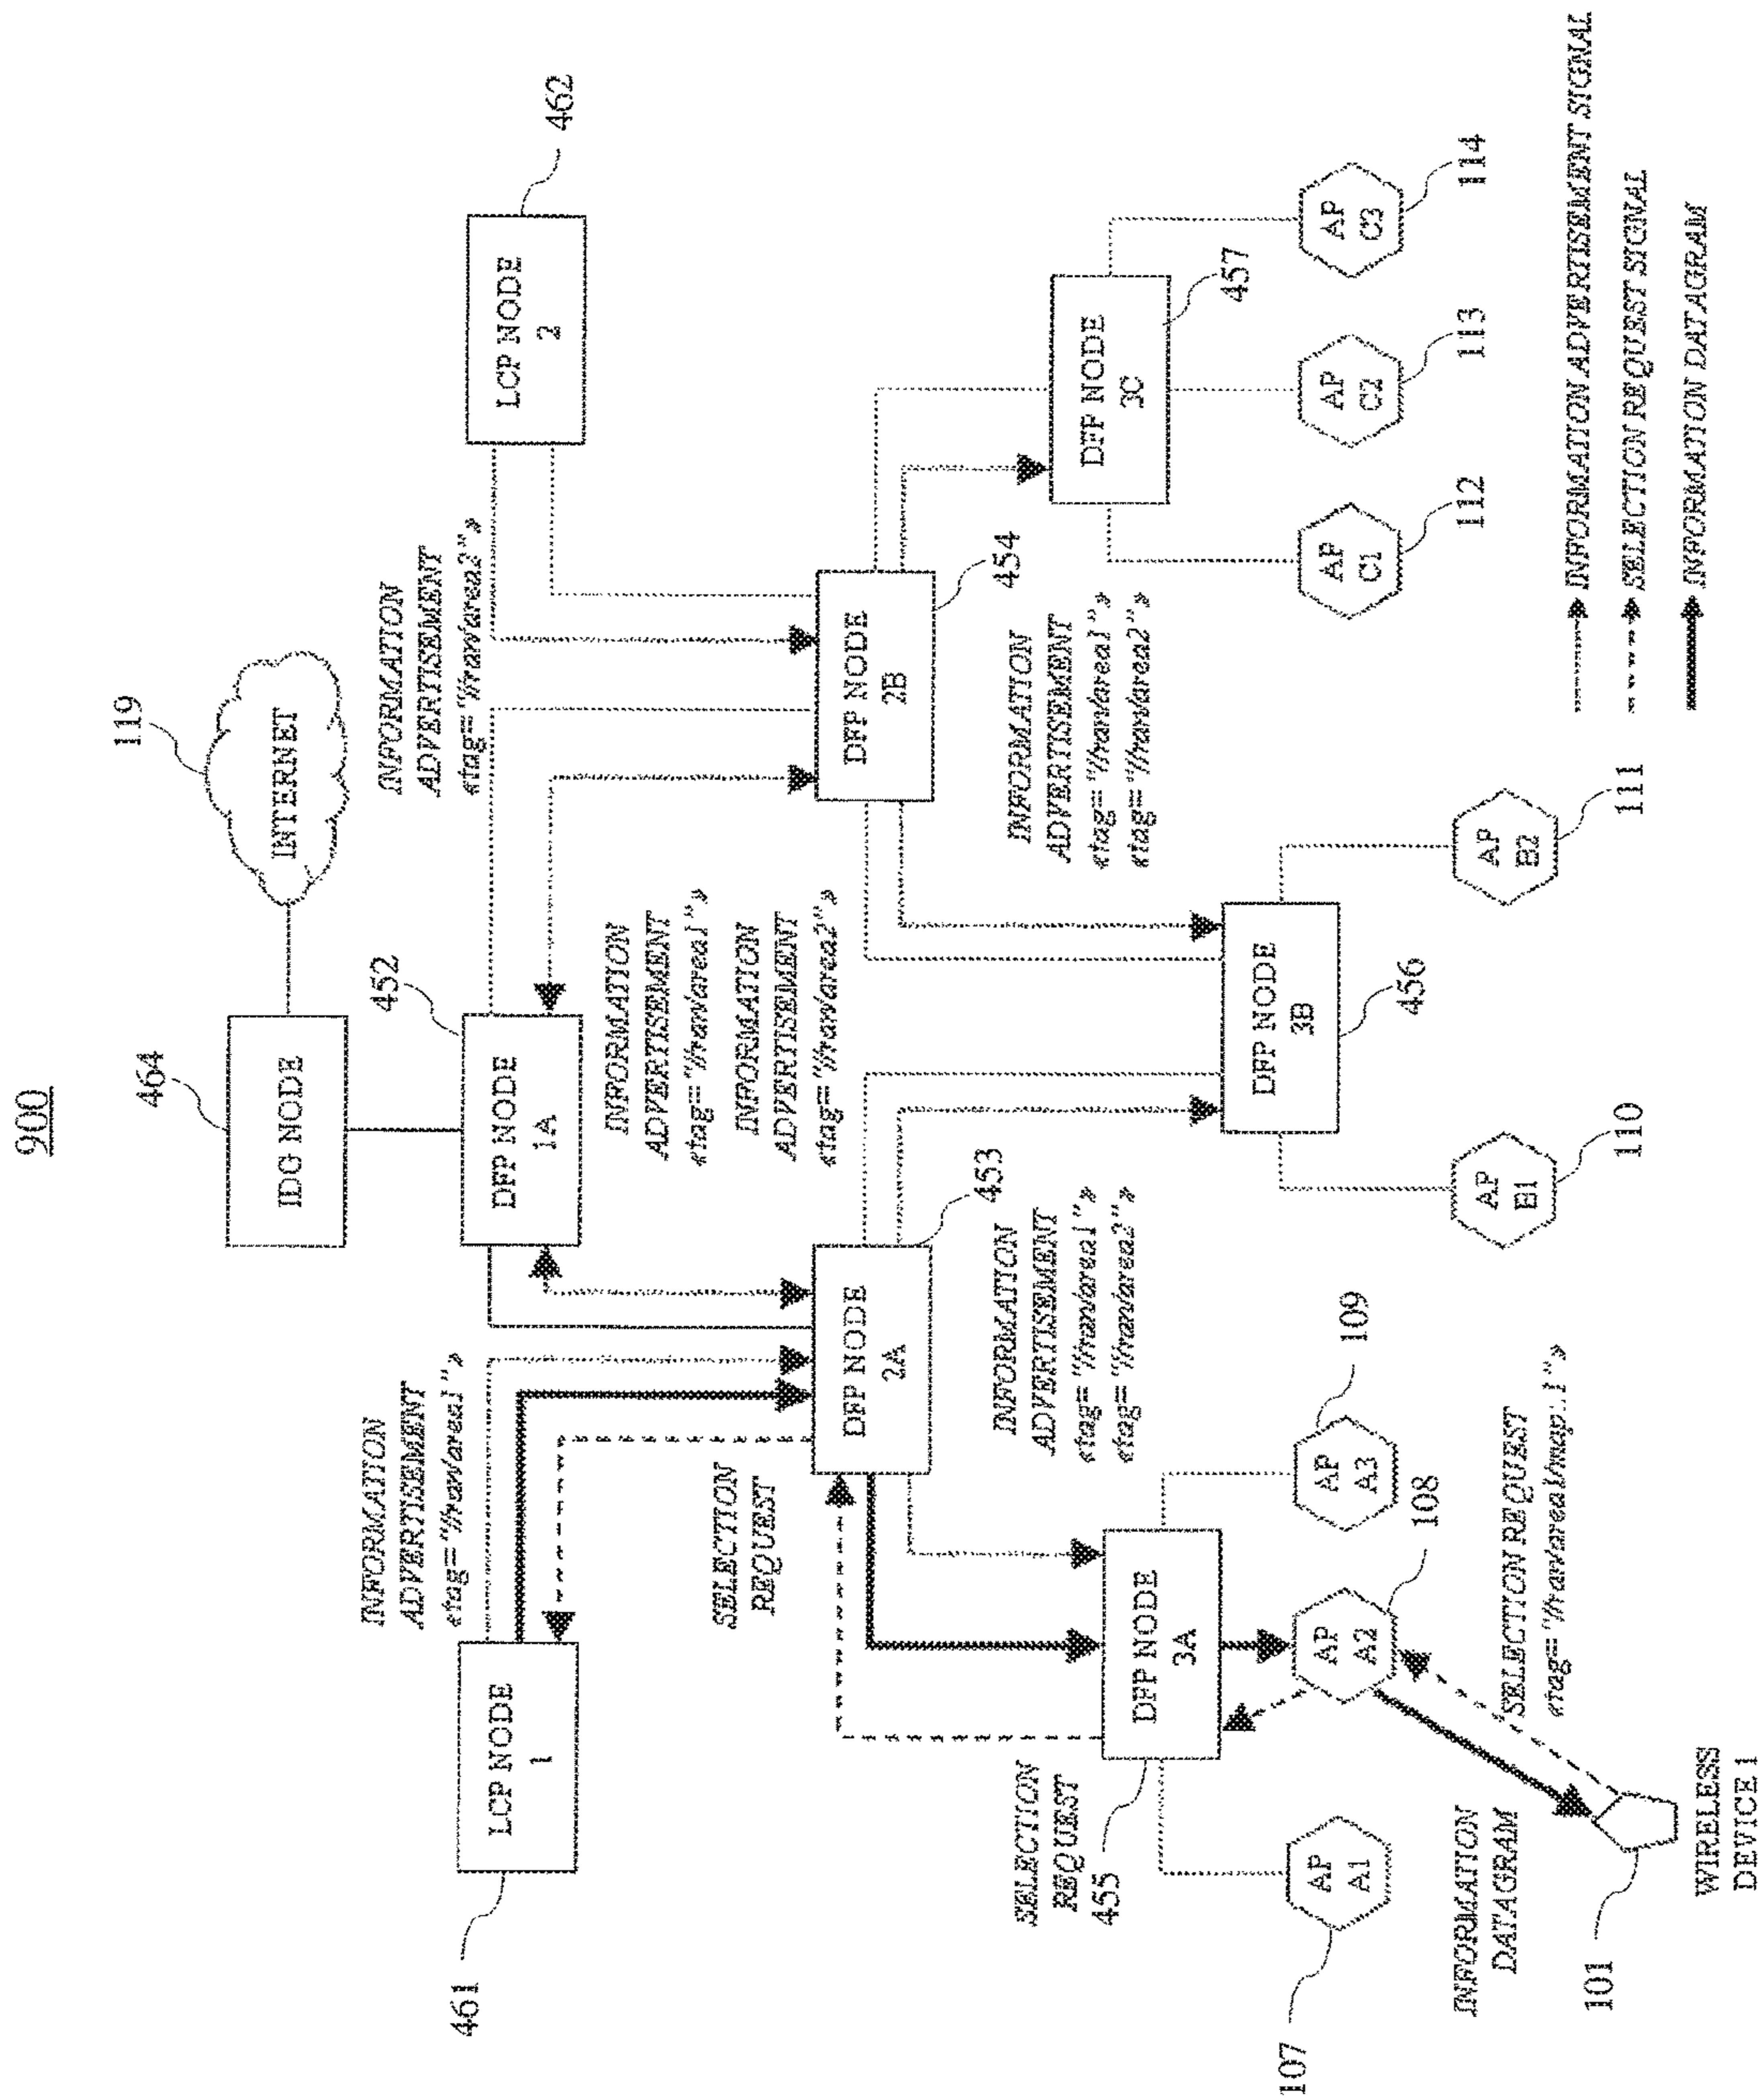 900
119
INTERNET
464
IDG NODE
452
DFP NODE
1A
462
LCP NODE
2
461
LCP NODE
1
INFORMATION
ADVERTISEMENT
«tag="//ran/area1"»
INFORMATION
ADVERTISEMENT
«tag="//ran/area2"»
INFORMATION
ADVERTISEMENT
«tag="//ran/area1"»
INFORMATION
ADVERTISEMENT
«tag="//ran/area2"»
SELECTION
REQUEST
DFP NODE
2A
453
DFP NODE
2B
454
INFORMATION
ADVERTISEMENT
«tag="//ran/area1"»
«tag="//ran/area2"»
INFORMATION
ADVERTISEMENT
«tag="//ran/area1"»
«tag="//ran/area2"»
SELECTION
REQUEST
455
DFP NODE
3A
DFP NODE
3B
456
DFP NODE
3C
457
AP
A1
107
AP
A2
108
AP
A3
109
AP
B1
110
AP
B2
111
AP
C1
112
AP
C2
113
AP
C3
114
INFORMATION
DATAGRAM
SELECTION REQUEST
«tag="//ran/area1/map.1"»
101
WIRELESS
DEVICE 1
INFORMATION ADVERTISEMENT SIGNAL
SELECTION REQUEST SIGNAL
INFORMATION DATAGRAM